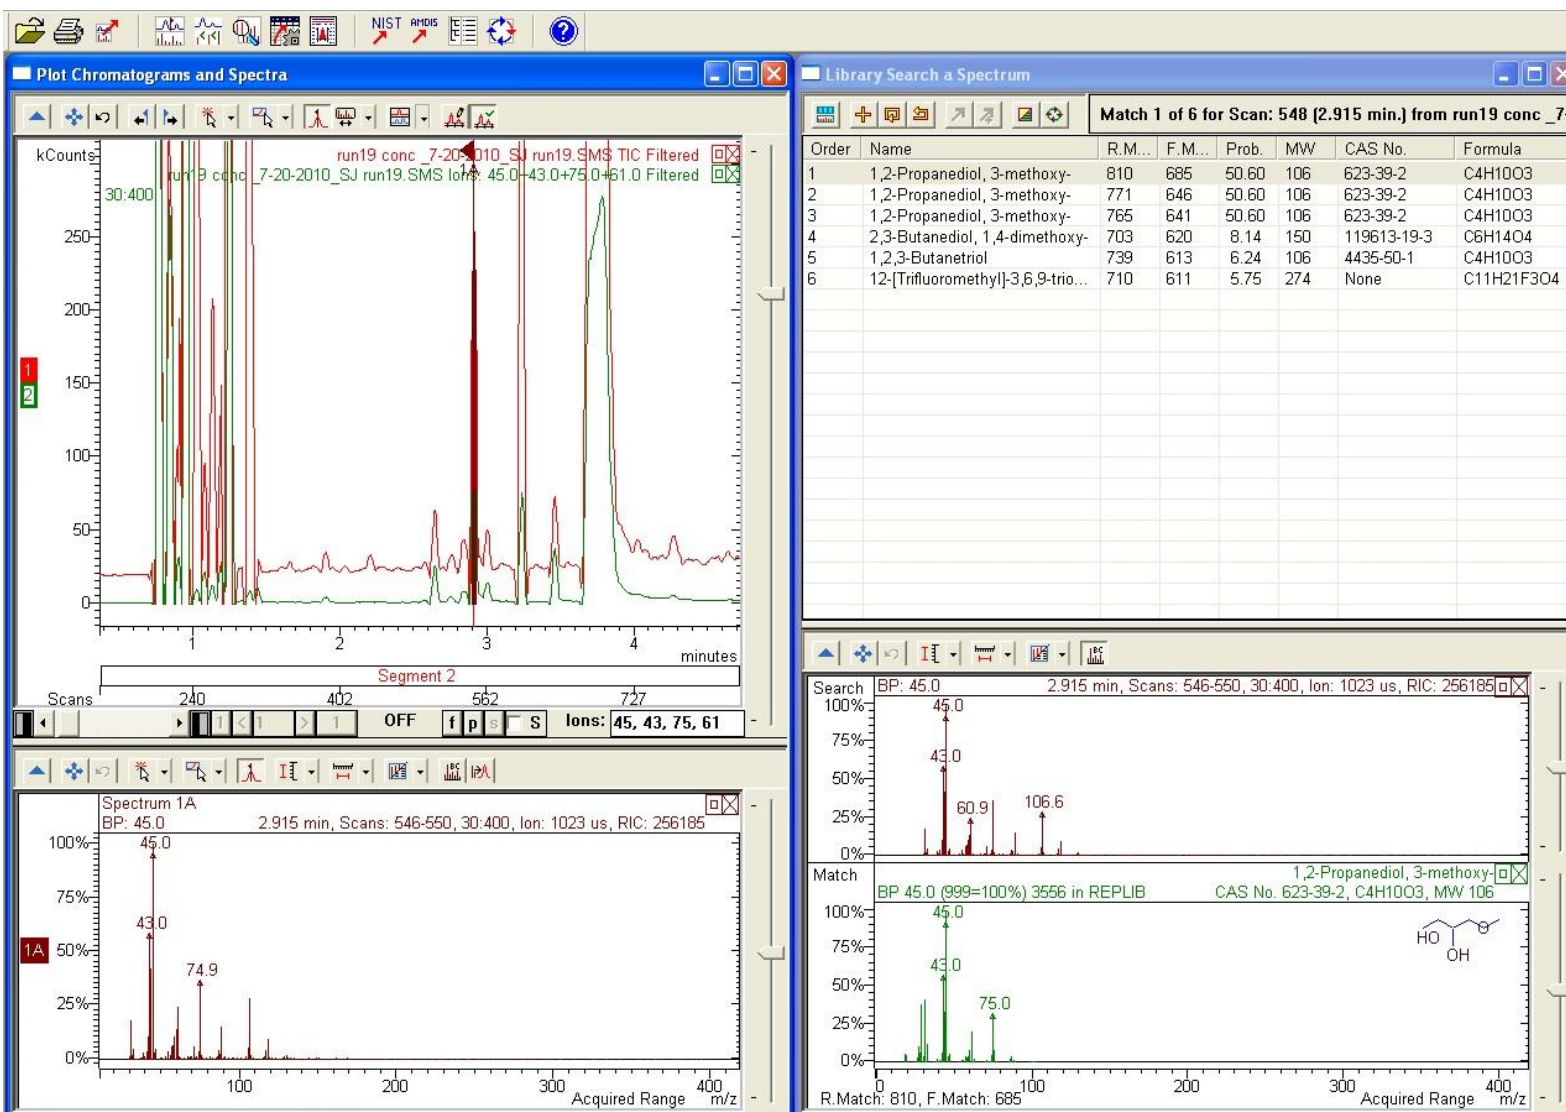 NIST AMDIS
Plot Chromatograms and Spectra
kCounts
run19 conc _7-20-2010_SJ run19.SMS TIC Filtered
run19 conc _7-20-2010_SJ run19.SMS Ions: 45.0+43.0+75.0+61.0 Filtered
30:400
250
200
150
100
50
0
1
2
1 2 3 4
minutes
Segment 2
Scans 240 402 562 727
1 < 1 > 1 OFF f p s S Ions: 45, 43, 75, 61
Spectrum 1A
BP: 45.0 2.915 min, Scans: 546-550, 30:400, Ion: 1023 us, RIC: 256185
100%
75%
50%
25%
0%
45.0
43.0
74.9
1A
100 200 300 400
Acquired Range m/z
Library Search a Spectrum
Match 1 of 6 for Scan: 548 (2.915 min.) from run19 conc _7-
Order Name R.M... F.M... Prob. MW CAS No. Formula
1 1,2-Propanediol, 3-methoxy- 810 685 50.60 106 623-39-2 C4H10O3
2 1,2-Propanediol, 3-methoxy- 771 646 50.60 106 623-39-2 C4H10O3
3 1,2-Propanediol, 3-methoxy- 765 641 50.60 106 623-39-2 C4H10O3
4 2,3-Butanediol, 1,4-dimethoxy- 703 620 8.14 150 119613-19-3 C6H14O4
5 1,2,3-Butanetriol 739 613 6.24 106 4435-50-1 C4H10O3
6 12-[Trifluoromethyl]-3,6,9-trio... 710 611 5.75 274 None C11H21F3O4
Search BP: 45.0 2.915 min, Scans: 546-550, 30:400, Ion: 1023 us, RIC: 256185
100%
75%
50%
25%
0%
45.0
43.0
60.9
106.6
Match 1,2-Propanediol, 3-methoxy-
BP 45.0 (999=100%) 3556 in REPLIB CAS No. 623-39-2, C4H10O3, MW 106
100%
75%
50%
25%
0%
45.0
43.0
75.0
HO OH O
0 100 200 300 400
R.Match: 810, F.Match: 685 Acquired Range m/z